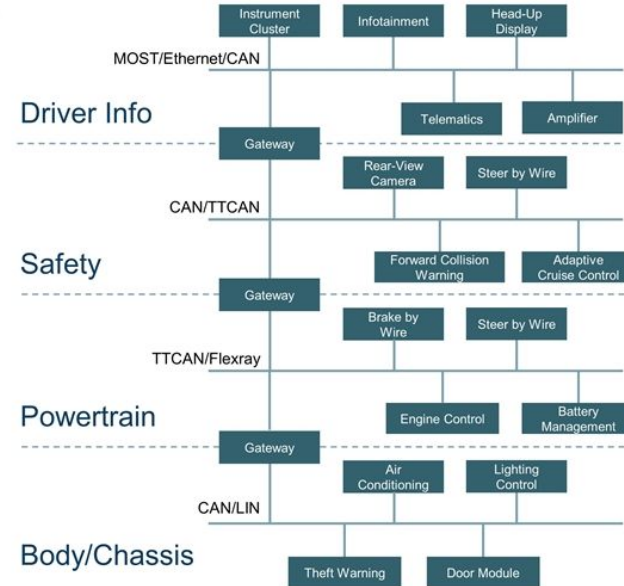 Instrument
Cluster
Infotainment
Head-Up
Display
MOST/Ethernet/CAN
Driver Info
Telematics
Amplifier
Gateway
Rear-View
Camera
Steer by Wire
CAN/TTCAN
Safety
Forward Collision
Warning
Adaptive
Cruise Control
Gateway
Brake by
Wire
Steer by Wire
TTCAN/Flexray
Powertrain
Engine Control
Battery
Management
Gateway
Air
Conditioning
Lighting
Control
CAN/LIN
Body/Chassis
Theft Warning
Door Module